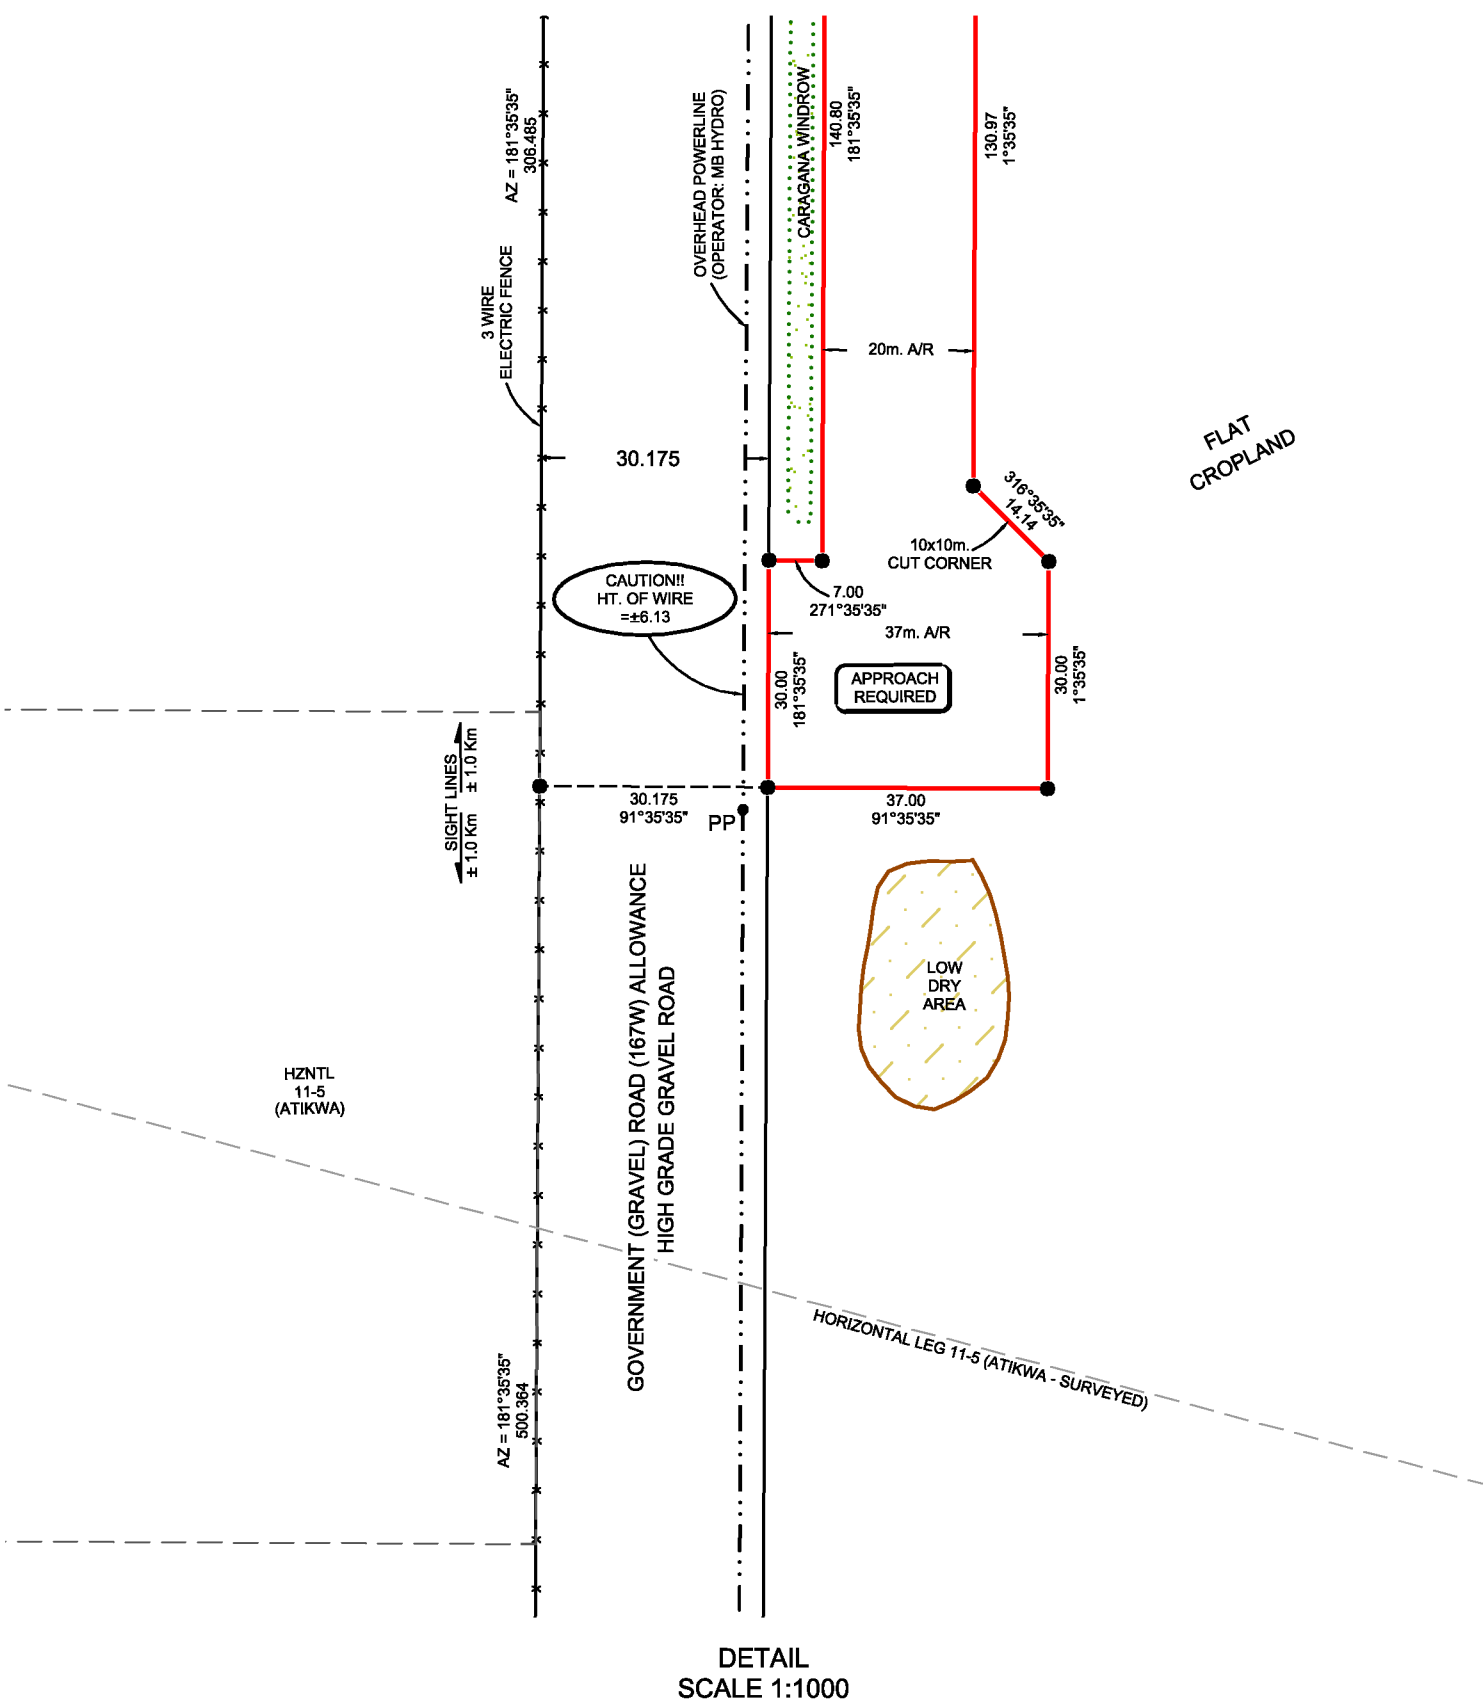 AZ = 181°35'35"
306.485
3 WIRE
ELECTRIC FENCE
OVERHEAD POWERLINE
(OPERATOR: MB HYDRO)
CARAGANA WINDROW
140.80
181°35'35"
130.97
1°35'35"
20m. A/R
30.175
FLAT
CROPLAND
316°35'35"
14.14
10x10m.
CUT CORNER
CAUTION!!
HT. OF WIRE
=±6.13
7.00
271°35'35"
37m. A/R
30.00
181°35'35"
APPROACH
REQUIRED
30.00
1°35'35"
SIGHT LINES
± 1.0 Km
± 1.0 Km
30.175
91°35'35"
PP
37.00
91°35'35"
GOVERNMENT (GRAVEL) ROAD (167W) ALLOWANCE
HIGH GRADE GRAVEL ROAD
LOW
DRY
AREA
HZNTL
11-5
(ATIKWA)
HORIZONTAL LEG 11-5 (ATIKWA - SURVEYED)
AZ = 181°35'35"
500.364
DETAIL
SCALE 1:1000